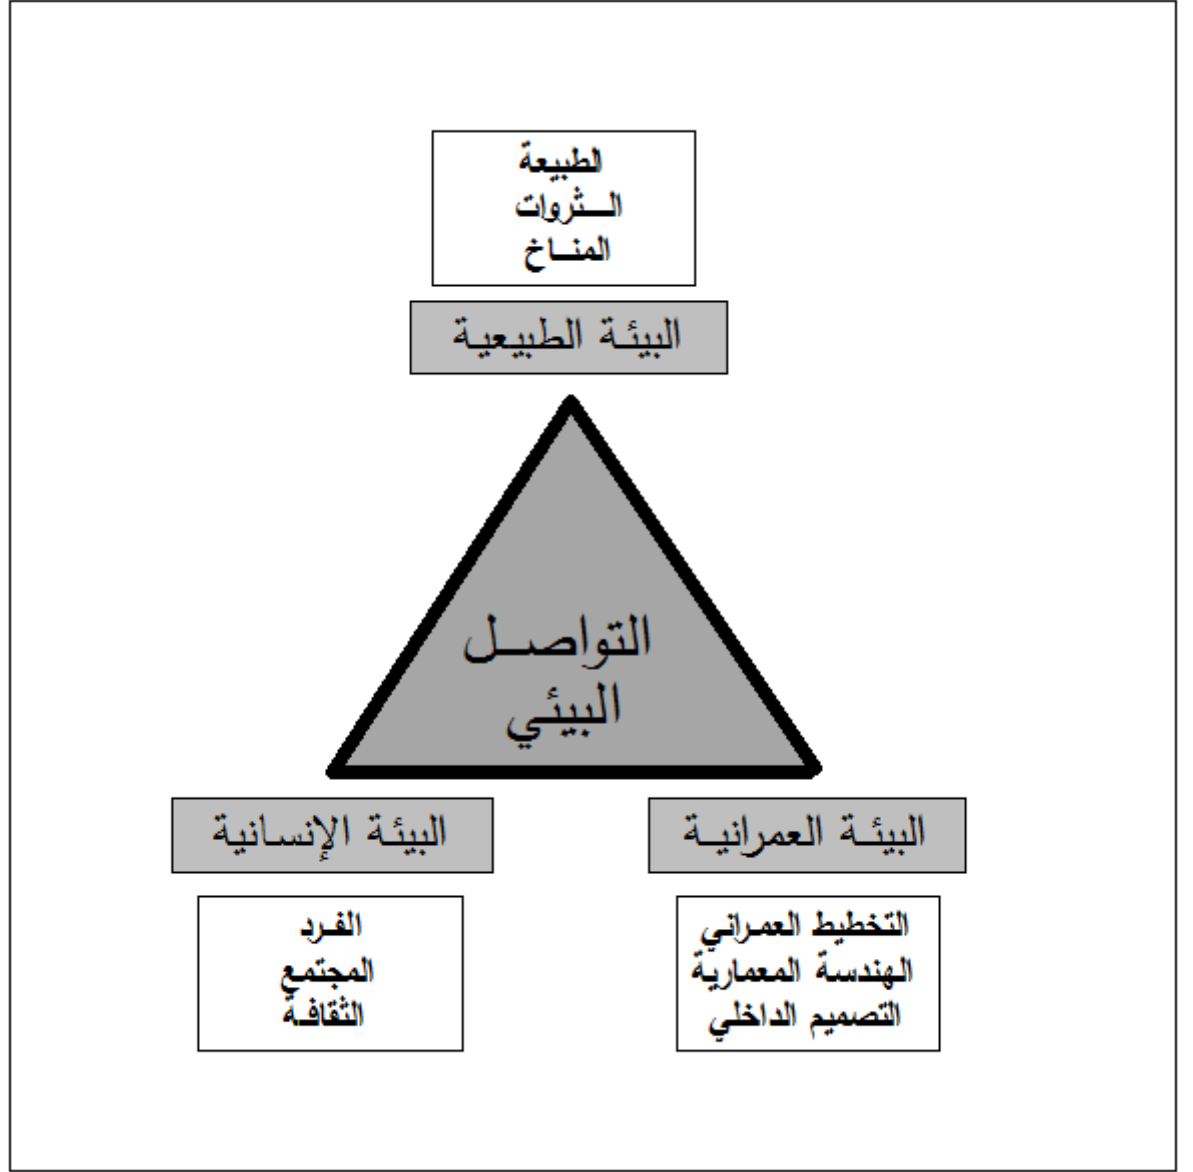 الطبيعة
الثروات
المناخ
البيئة الطبيعية
التواصل
البيئي
البيئة العمرانية
البيئة الإنسانية
التخطيط العمراني
الهندسة المعمارية
التصميم الداخلي
الفرد
المجتمع
الثقافة